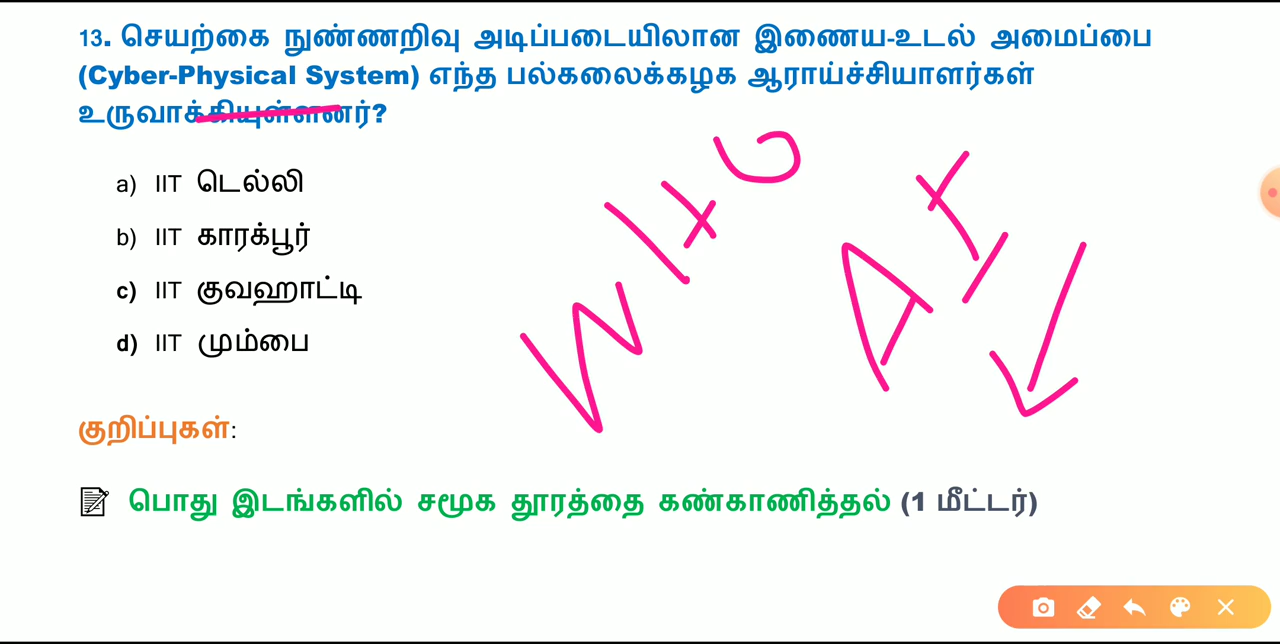 13. செயற்கை நுண்ணறிவு அடிப்படையிலான இணைய-உடல் அமைப்பை
(Cyber-Physical System) எந்த பல்கலைக்கழக ஆராய்ச்சியாளர்கள்
உருவாக்கியுள்ளனர்?
a) IIT டெல்லி
b) IIT காரக்பூர்
c) IIT குவஹாட்டி
d) IIT மும்பை
WHO
AI
குறிப்புகள்:
பொது இடங்களில் சமூக தூரத்தை கண்காணித்தல் (1 மீட்டர்)